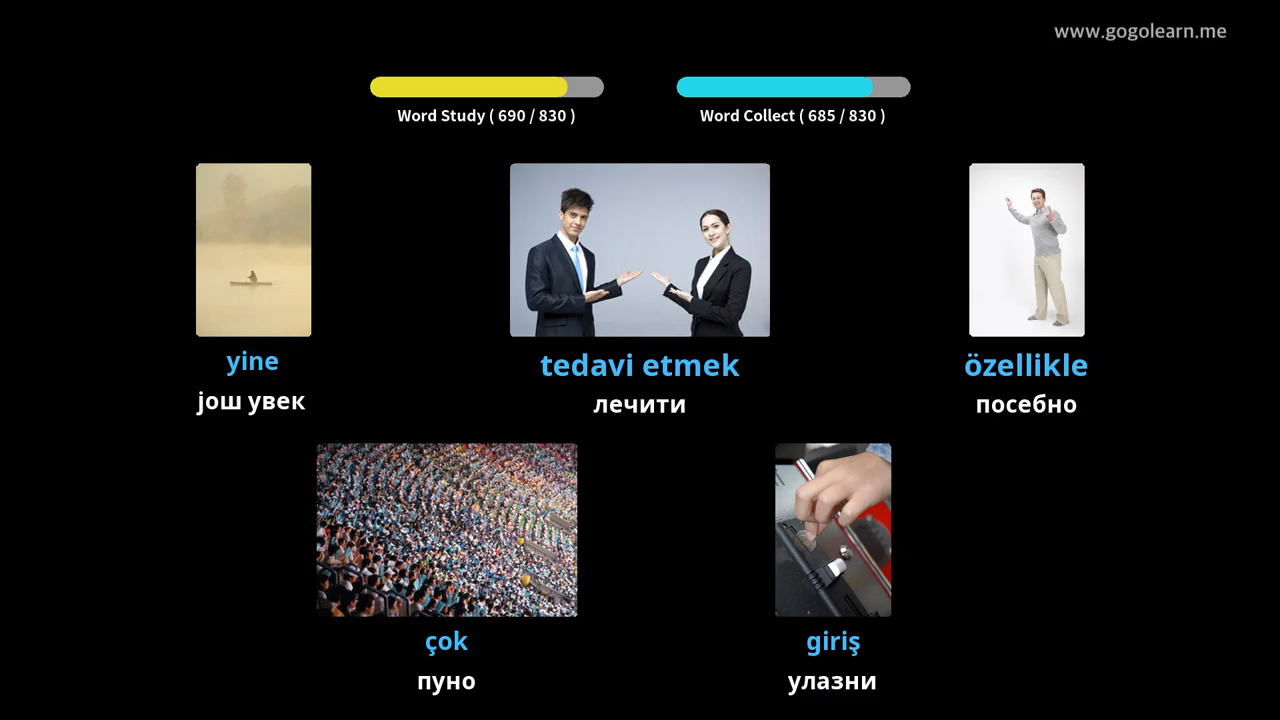 www.gogolearn.me
Word Study ( 690 / 830 )
Word Collect ( 685 / 830 )
yine
још увек
tedavi etmek
лечити
özellikle
посебно
çok
пуно
giriş
улазни